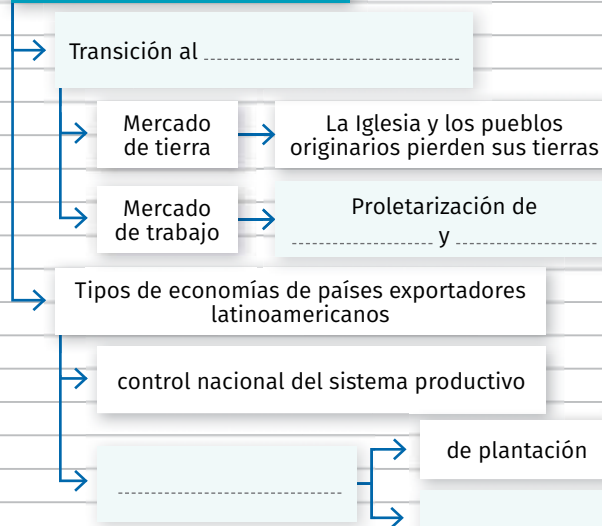 Transición al
Mercado
de tierra
La Iglesia y los pueblos
originarios pierden sus tierras
Mercado
de trabajo
Proletarización de
y
Tipos de economías de países exportadores
latinoamericanos
control nacional del sistema productivo
de plantación